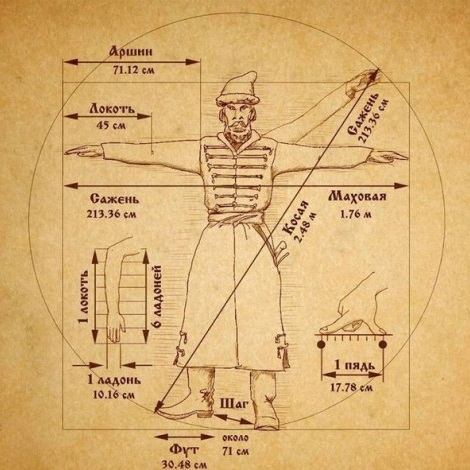 Аршин
71.12 см
Локоть
45 см
Сажень
213.36 см
Сажень
213.36 см
Маховая
1.76 м
Косая
2.48 м
1 локоть
6 ладоней
1 ладонь
10.16 см
1 пядь
17.78 см
Шаг
около
71 см
Фут
30.48 см